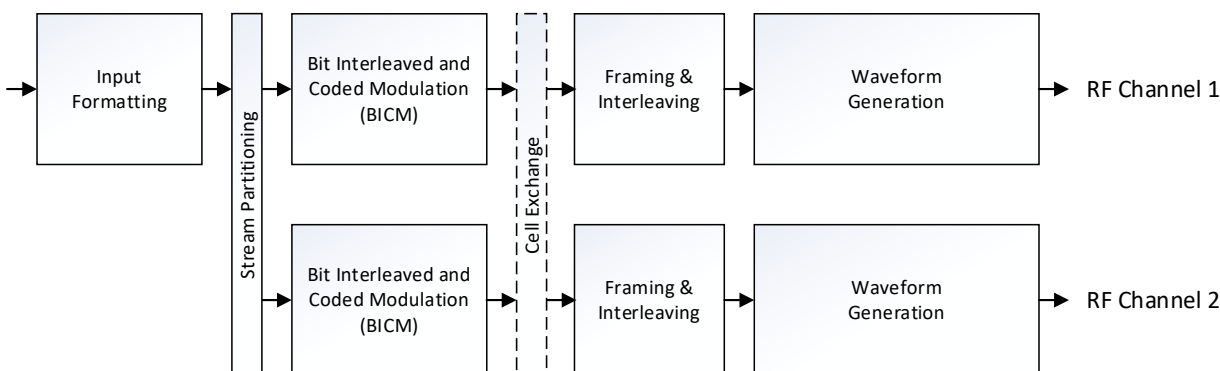 Input
Formatting
Stream Partitioning
Bit Interleaved and
Coded Modulation
(BICM)
Cell Exchange
Framing &
Interleaving
Waveform
Generation
RF Channel 1
Bit Interleaved and
Coded Modulation
(BICM)
Framing &
Interleaving
Waveform
Generation
RF Channel 2